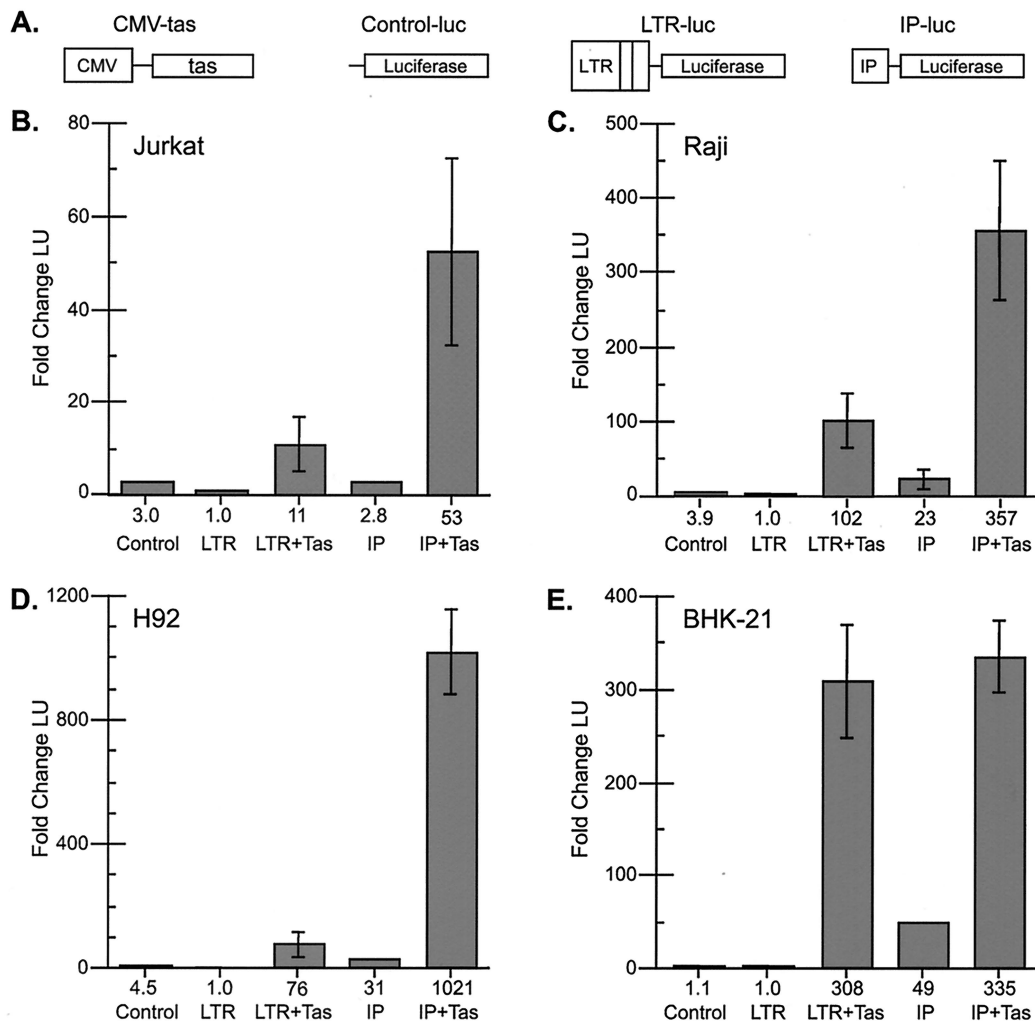 A. CMV-tas Control-luc LTR-luc IP-luc
CMV tas Luciferase LTR Luciferase IP Luciferase
B. Jurkat
Fold Change LU
80
60
40
20
0
3.0 1.0 11 2.8 53
Control LTR LTR+Tas IP IP+Tas
C. Raji
Fold Change LU
500
400
300
200
100
0
3.9 1.0 102 23 357
Control LTR LTR+Tas IP IP+Tas
D. H92
Fold Change LU
1200
800
400
0
4.5 1.0 76 31 1021
Control LTR LTR+Tas IP IP+Tas
E. BHK-21
Fold Change LU
400
300
200
100
0
1.1 1.0 308 49 335
Control LTR LTR+Tas IP IP+Tas